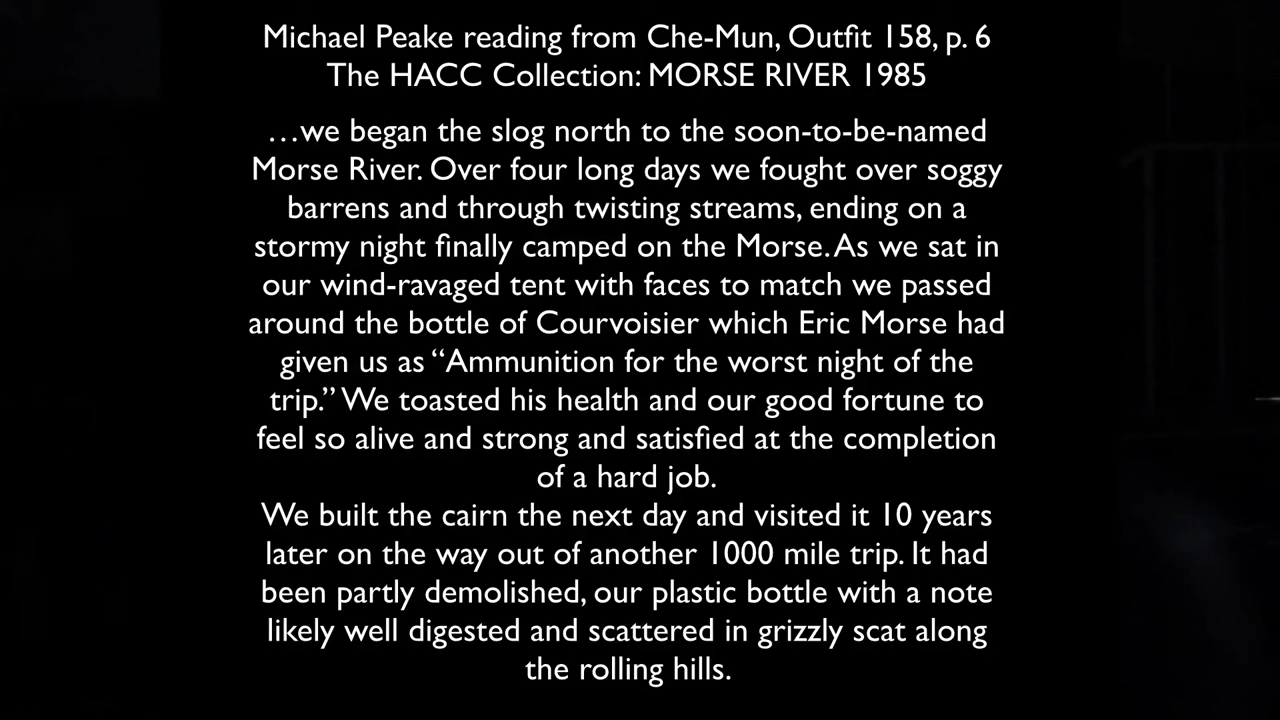 Michael Peake reading from Che-Mun, Outfit 158, p. 6
The HACC Collection: MORSE RIVER 1985
…we began the slog north to the soon-to-be-named
Morse River. Over four long days we fought over soggy
barrens and through twisting streams, ending on a
stormy night finally camped on the Morse. As we sat in
our wind-ravaged tent with faces to match we passed
around the bottle of Courvoisier which Eric Morse had
given us as “Ammunition for the worst night of the
trip.” We toasted his health and our good fortune to
feel so alive and strong and satisfied at the completion
of a hard job.
We built the cairn the next day and visited it 10 years
later on the way out of another 1000 mile trip. It had
been partly demolished, our plastic bottle with a note
likely well digested and scattered in grizzly scat along
the rolling hills.